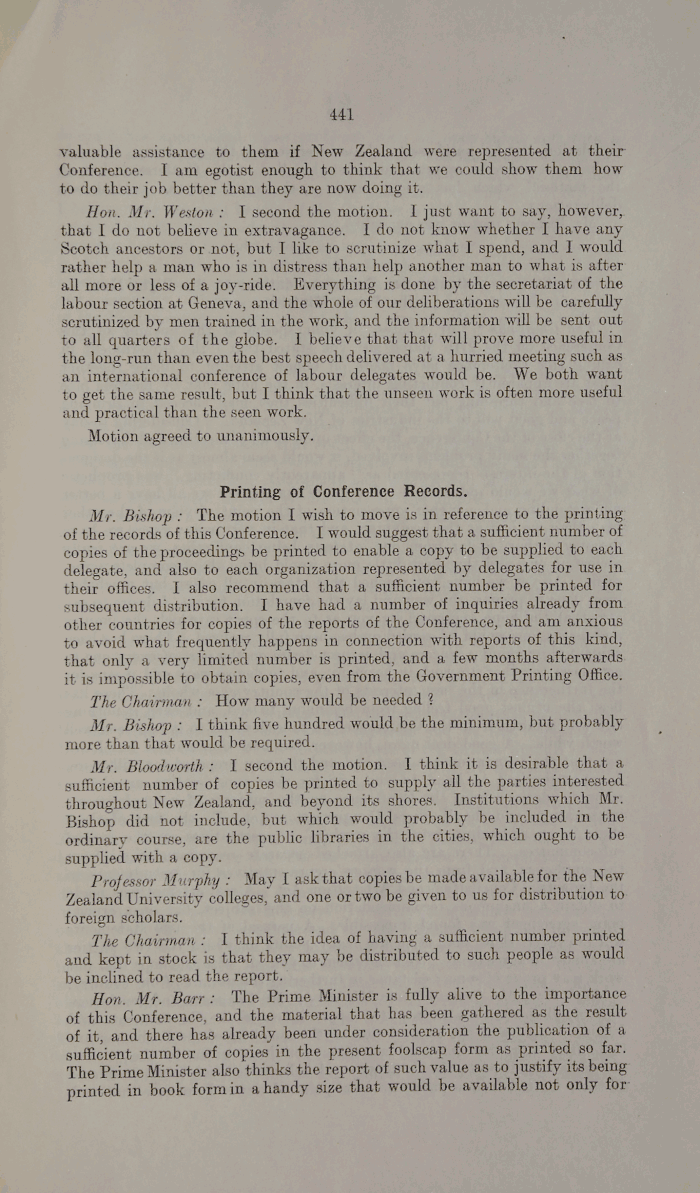 441
valuable assistance to them if New Zealand were represented at their
Conference. I am egotist enough to think that we could show them how
to do their job better than they are now doing it.
Hon. Mr. Weston : I second the motion. I just want to say, however,
that I do not believe in extravagance. I do not know whether I have any
Scotch ancestors or not, but I like to scrutinize what I spend, and I would
rather help a man who is in distress than help another man to what is after
all more or less of a joy-ride. Everything is done by the secretariat of the
labour section at Geneva, and the whole of our deliberations will be carefully
scrutinized by men trained in the work, and the information will be sent out
to all quarters of the globe. I believe that that will prove more useful in
the long-run than even the best speech delivered at a hurried meeting such as
an international conference of labour delegates would be. We both want
to get the same result, but I think that the unseen work is often more useful
and practical than the seen work.
Motion agreed to unanimously.
Printing of Conference Records.
Mr. Bishop : The motion I wish to move is in reference to the printing
of the records of this Conference. I would suggest that a sufficient number of
copies of the proceedings be printed to enable a copy to be supplied to each
delegate, and also to each organization represented by delegates for use in
their offices. I also recommend that a sufficient number be printed for
subsequent distribution. I have had a number of inquiries already from
other countries for copies of the reports of the Conference, and am anxious
to avoid what frequently happens in connection with reports of this kind,
that only a very limited number is printed, and a few months afterwards
it is impossible to obtain copies, even from the Government Printing Office.
The Chairman : How many would be needed ?
Mr. Bishop : I think five hundred would be the minimum, but probably
more than that would be required.
Mr. Bloodworth : I second the motion. I think it is desirable that a
sufficient number of copies be printed to supply all the parties interested
throughout New Zealand, and beyond its shores. Institutions which Mr.
Bishop did not include, but which would probably be included in the
ordinary course, are the public libraries in the cities, which ought to be
supplied with a copy.
Professor Murphy : May I ask that copies be made available for the New
Zealand University colleges, and one or two be given to us for distribution to
foreign scholars.
The Chairman : I think the idea of having a sufficient number printed
and kept in stock is that they may be distributed to such people as would
be inclined to read the report.
Hon. Mr. Barr : The Prime Minister is fully alive to the importance
of this Conference, and the material that has been gathered as the result
of it, and there has already been under consideration the publication of a
sufficient number of copies in the present foolscap form as printed so far.
The Prime Minister also thinks the report of such value as to justify its being
printed in book form in a handy size that would be available not only for